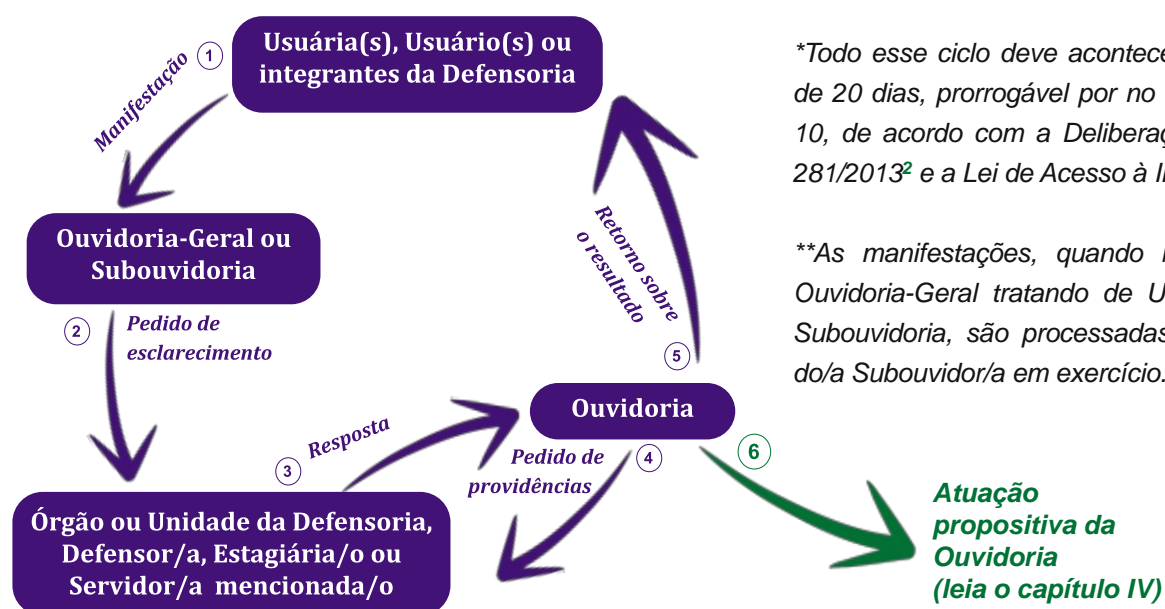 Usuária(s), Usuário(s) ou
integrantes da Defensoria
1
Manifestação
Ouvidoria-Geral ou
Subouvidoria
2
Pedido de
esclarecimento
Órgão ou Unidade da Defensoria,
Defensor/a, Estagiária/o ou
Servidor/a mencionada/o
3
Resposta
Ouvidoria
4
Pedido de
providências
5
Retorno sobre
o resultado
6
Atuação
propositiva da
Ouvidoria
(leia o capítulo IV)
*Todo esse ciclo deve acontece
de 20 dias, prorrogável por no
10, de acordo com a Deliberaç
281/2013² e a Lei de Acesso à
**As manifestações, quando
Ouvidoria-Geral tratando de
Subouvidoria, são processadas
do/a Subouvidor/a em exercício.